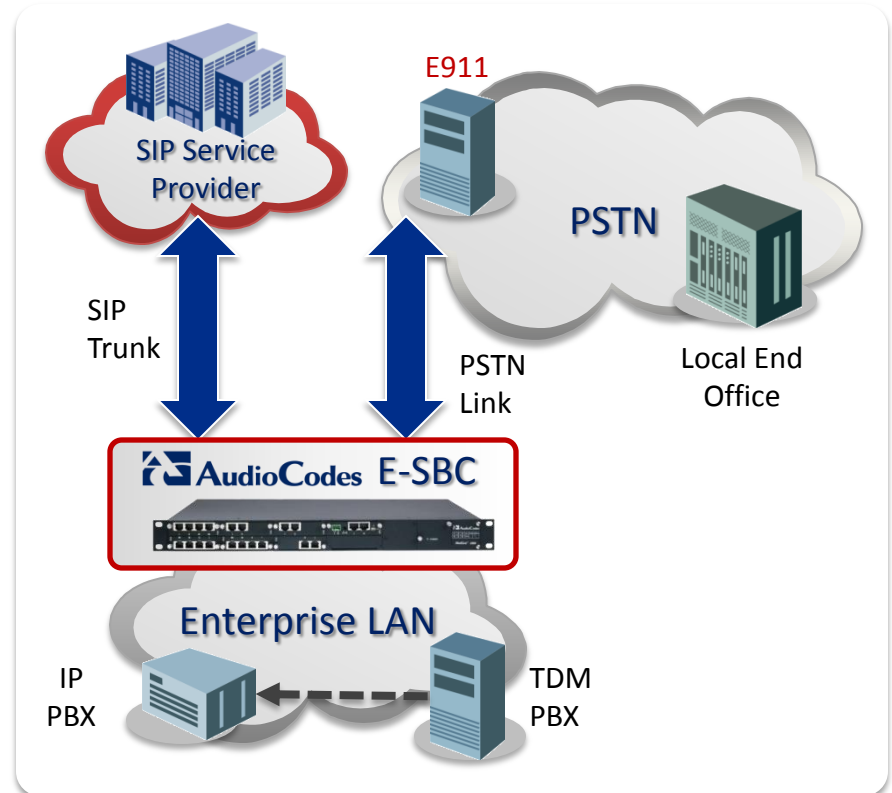 E911
SIP Service
Provider
PSTN
SIP
Trunk
PSTN
Link
Local End
Office
AudioCodes E-SBC
Enterprise LAN
IP
PBX
TDM
PBX